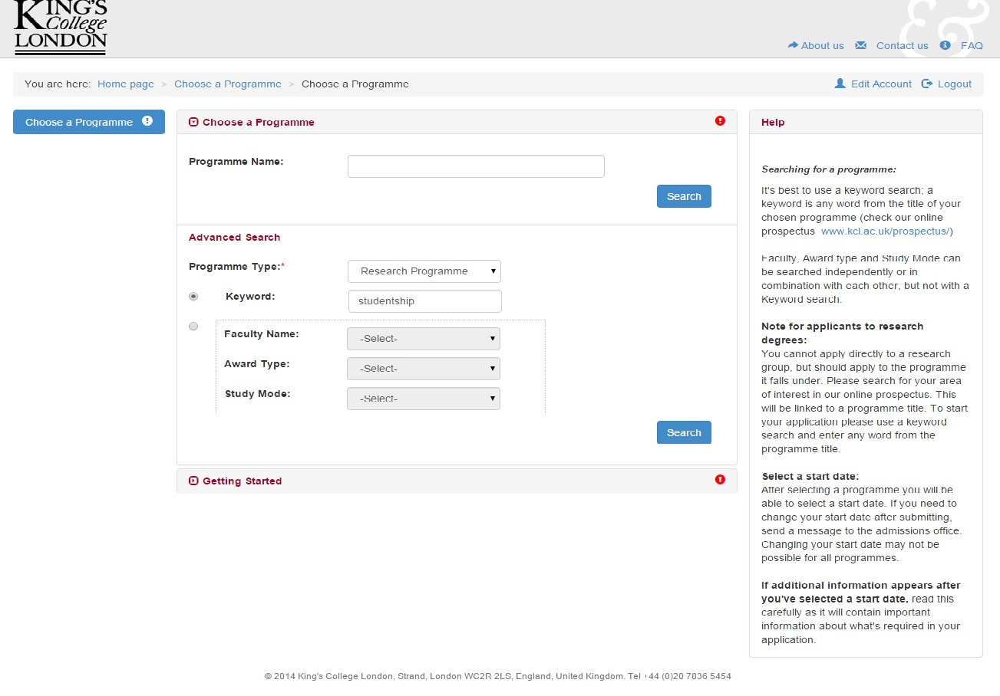 KING'S
College
LONDON
About us Contact us FAQ
You are here: Home page > Choose a Programme > Choose a Programme
Edit Account Logout
Choose a Programme
Choose a Programme
Programme Name:
Search
Advanced Search
Programme Type:*
Research Programme
Keyword:
studentship
Faculty Name:
-Select-
Award Type:
-Select-
Study Mode:
-Select-
Search
Getting Started
Help
Searching for a programme:
It's best to use a keyword search; a
keyword is any word from the title of your
chosen programme (check our online
prospectus www.kcl.ac.uk/prospectus/)
Faculty, Award type and Study Mode can
be searched independently or in
combination with each other, but not with a
Keyword search.
Note for applicants to research
degrees:
You cannot apply directly to a research
group, but should apply to the programme
it falls under. Please search for your area
of interest in our online prospectus. This
will be linked to a programme title. To start
your application please use a keyword
search and enter any word from the
programme title.
Select a start date:
After selecting a programme you will be
able to select a start date. If you need to
change your start date after submitting,
send a message to the admissions office.
Changing your start date may not be
possible for all programmes.
If additional information appears after
you've selected a start date, read this
carefully as it will contain important
information about what's required in your
application.
© 2014 King's College London, Strand, London WC2R 2LS, England, United Kingdom. Tel +44 (0)20 7836 5454